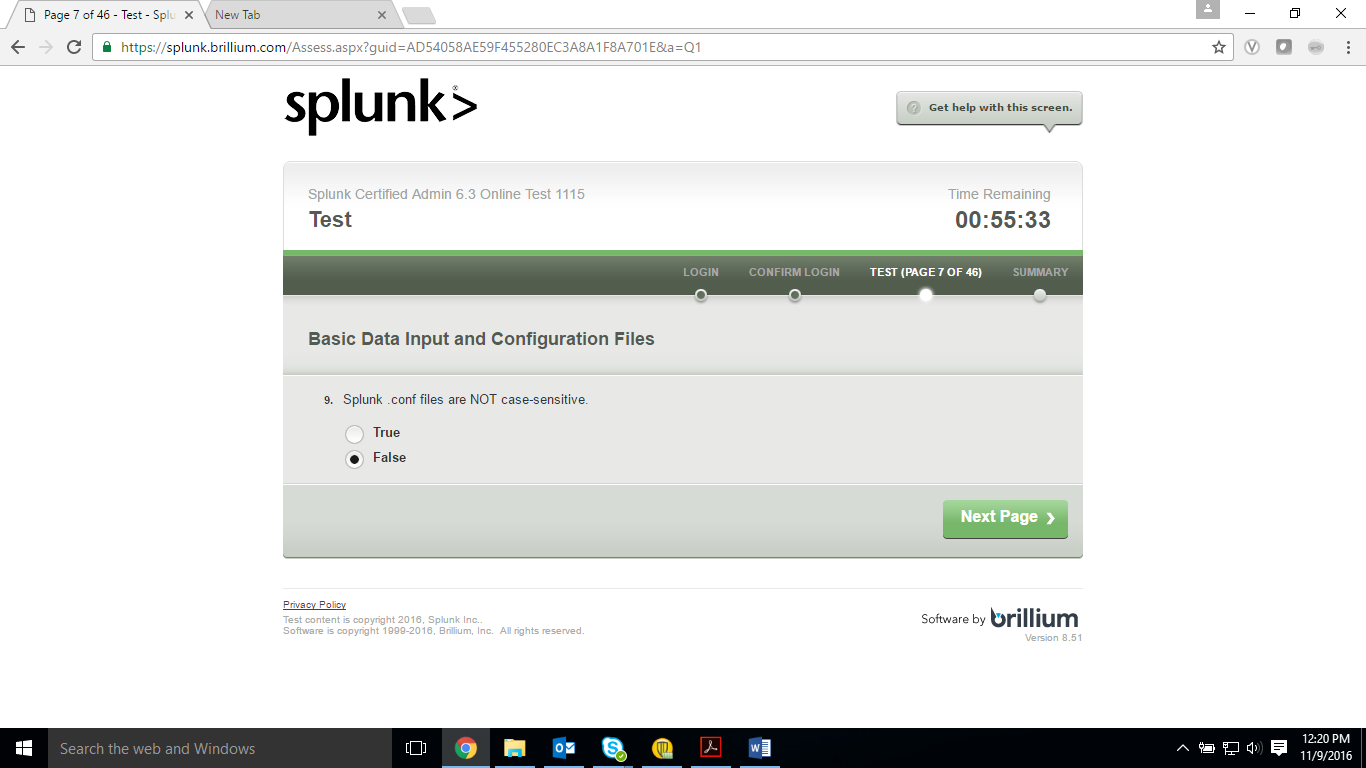 Page 7 of 46 - Test - Splu
New Tab
https://splunk.brillium.com/Assess.aspx?guid=AD54058AE59F455280EC3A8A1F8A701E&a=Q1
splunk>
Get help with this screen.
Splunk Certified Admin 6.3 Online Test 1115
Time Remaining
Test
00:55:33
LOGIN CONFIRM LOGIN TEST (PAGE 7 OF 46) SUMMARY
Basic Data Input and Configuration Files
9. Splunk .conf files are NOT case-sensitive.
True
False
Next Page
Privacy Policy
Test content is copyright 2016, Splunk Inc..
Software is copyright 1999-2016, Brillium, Inc. All rights reserved.
Software by brillium
Version 8.51
Search the web and Windows
12:20 PM
11/9/2016